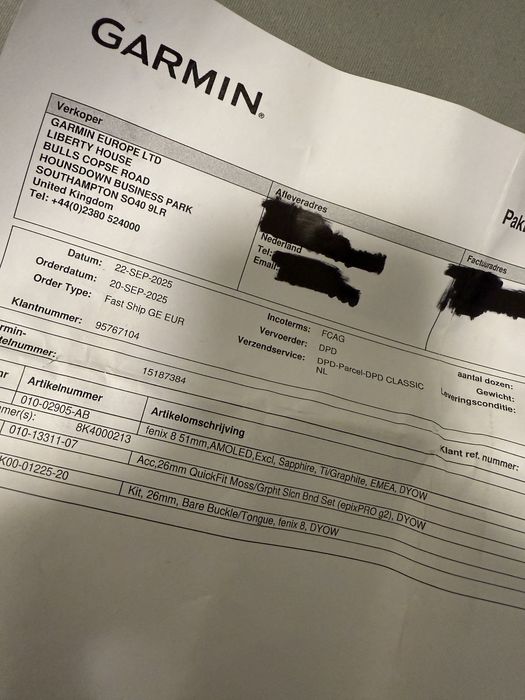 GARMIN®
Verkoper
GARMIN EUROPE LTD
LIBERTY HOUSE
BULLS COPSE ROAD
HOUNSDOWN BUSINESS PARK
SOUTHAMPTON SO40 9LR
United Kingdom
Tel: +44(0)2380 524000
Afleveradres
Nederland
Tel:
Email:
Factuuradres
Datum: 22-SEP-2025
Orderdatum: 20-SEP-2025
Order Type: Fast Ship GE EUR
Klantnummer: 95767104
Incoterms: FCAG
Vervoerder: DPD
Verzendservice: DPD-Parcel-DPD CLASSIC
NL
aantal dozen:
Gewicht:
Leveringsconditie:
15187384
Klant ref. nummer:
Artikelnummer Artikelomschrijving
010-02905-AB fenix 8 51mm,AMOLED,Excl, Sapphire, Ti/Graphite, EMEA, DYOW
8K4000213
010-13311-07 Acc,26mm QuickFit Moss/Grpht Slcn Bnd Set (epixPRO g2), DYOW
K00-01225-20 Kit, 26mm, Bare Buckle/Tongue, fenix 8, DYOW